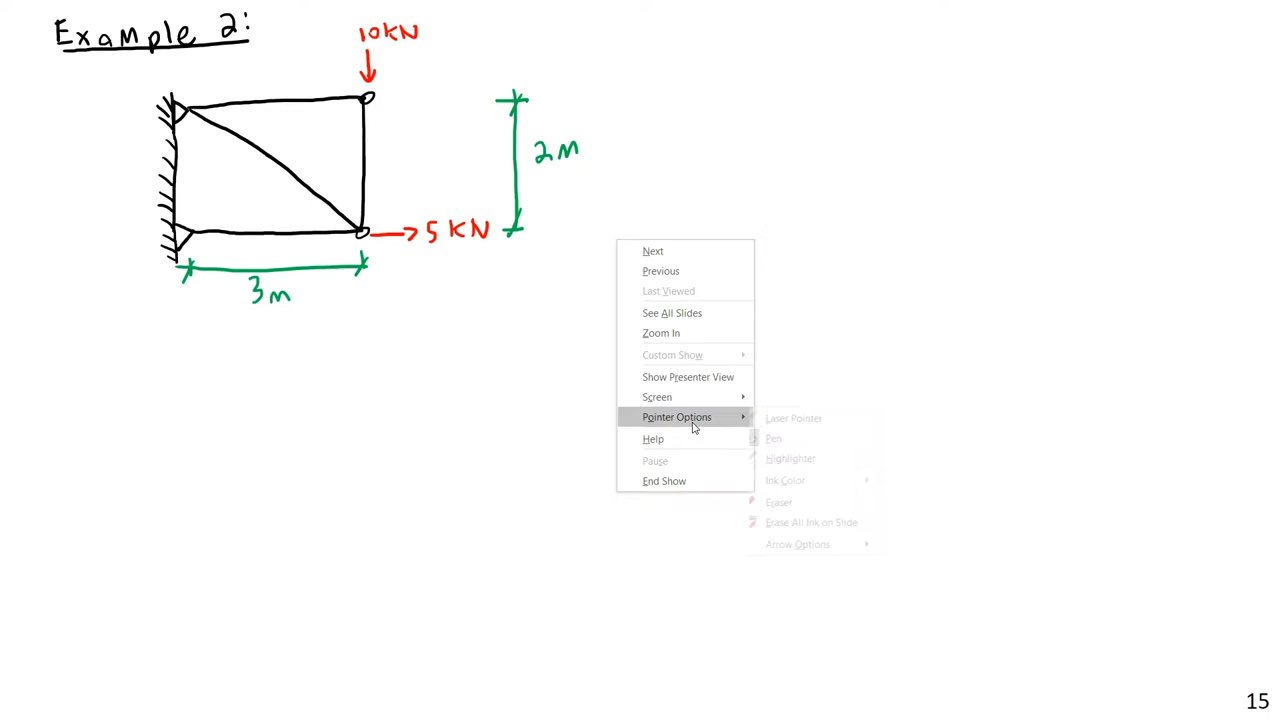 Example 2:
10KN
2m
5 KN
3m
Next
Previous
Last Viewed
See All Slides
Zoom In
Custom Show
Show Presenter View
Screen
Pointer Options
Help
Pause
End Show
Laser Pointer
Pen
Highlighter
Ink Color
Eraser
Erase All Ink on Slide
Arrow Options
15